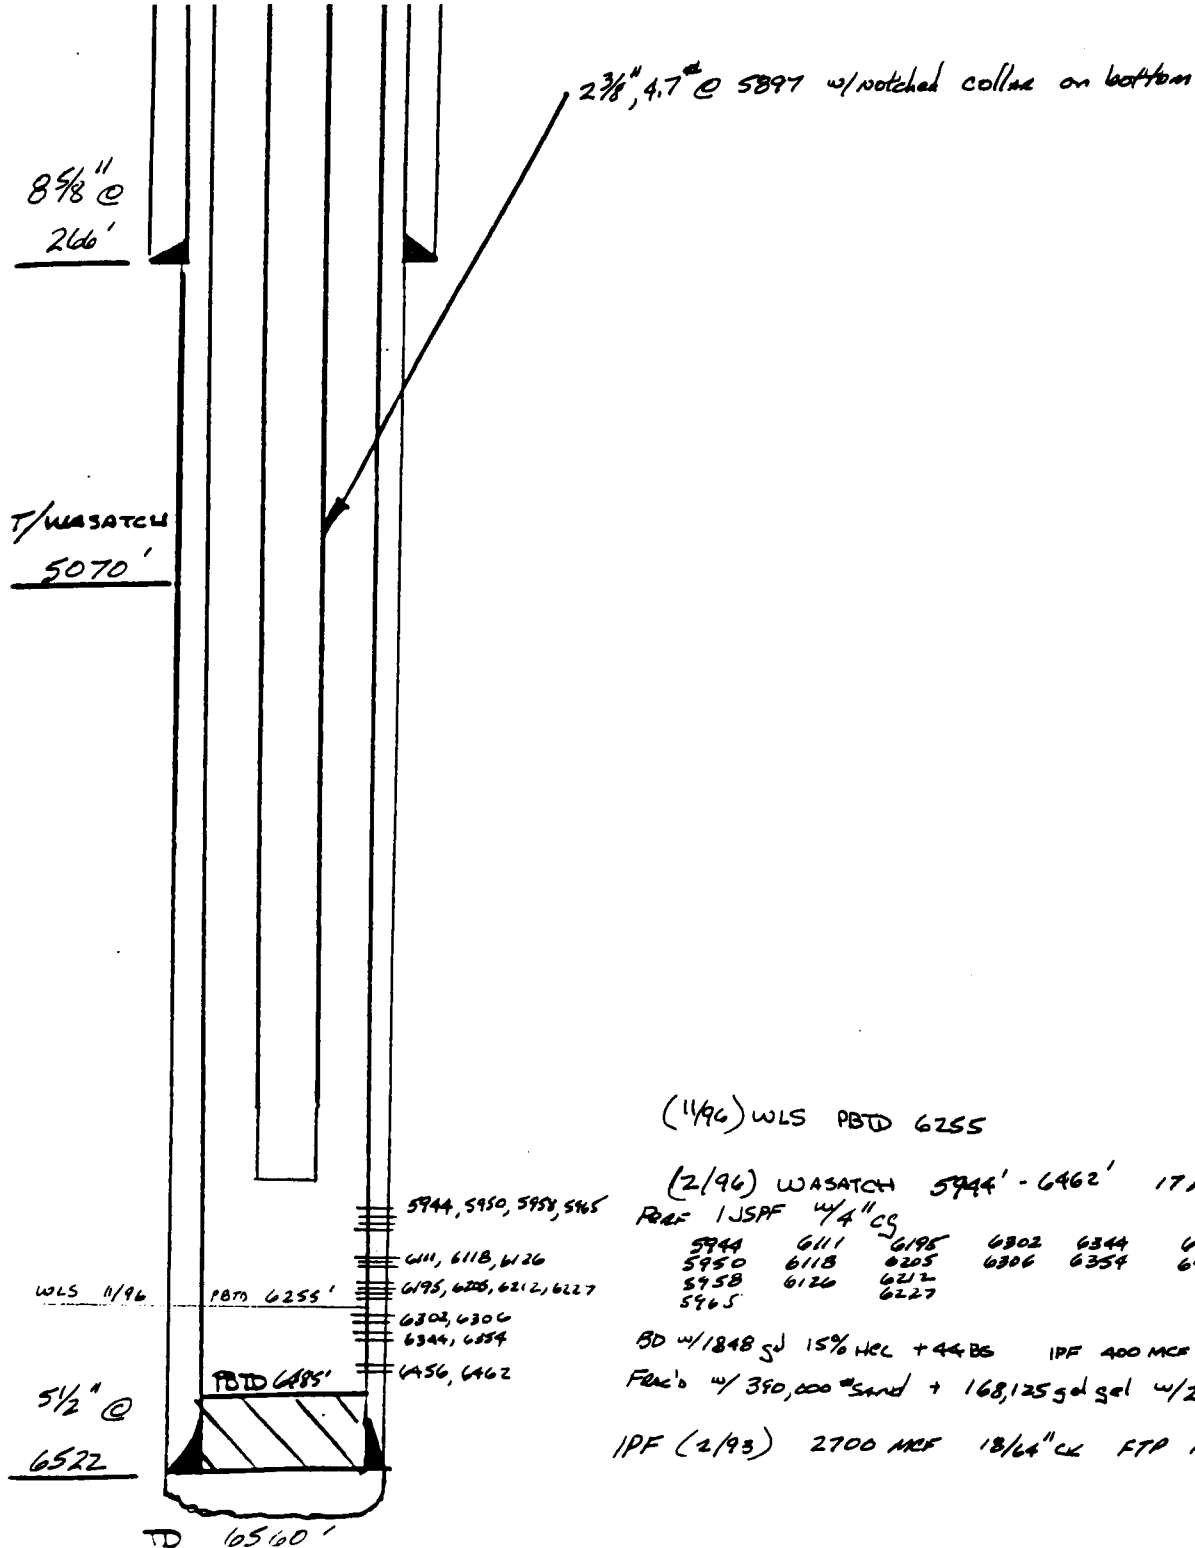 2 3/8", 4.7# @ 5897 w/notched collar on bottom
8 5/8" @
266'
T/WASATCH
5070'
(11/96) WLS PBTD 6255
(2/96) WASATCH 5944' - 6462' 17
PERF 1JSPF w/4" cg
5944 6111 6195 6302 6344
5950 6118 6205 6306 6354
5958 6126 6212
5965 6227
5944, 5950, 5958, 5965
6111, 6118, 6126
6195, 6205, 6212, 6227
WLS 11/96 PBTD 6255'
6302, 6306
6344, 6354
6456, 6462
PBTD 6485'
BD w/1848 gal 15% HCL + 44 BS IPF 400 MCF
Frac'd w/ 390,000 # sand + 168,125 gal gel w/2
IPF (2/93) 2700 MCF 18/64" CK FTP
5 1/2" @
6522
TD 6560'